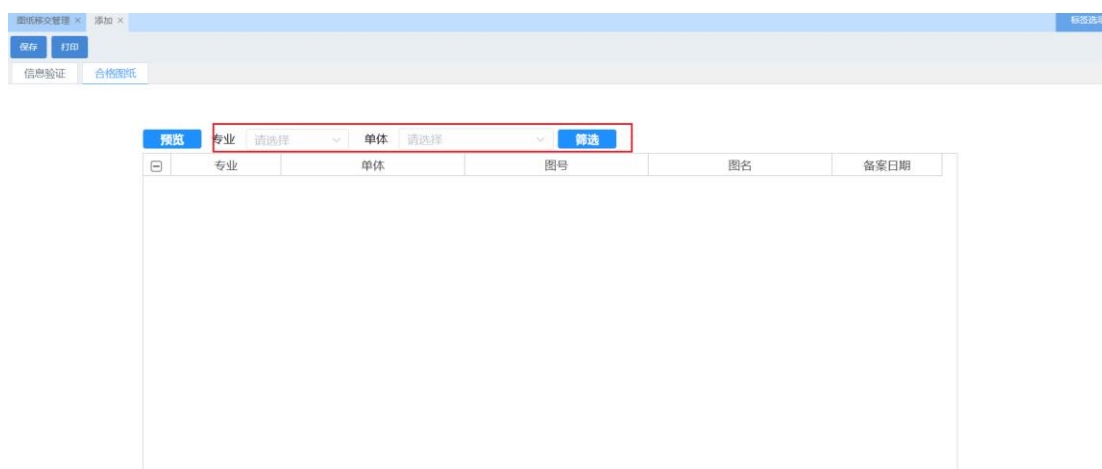 图纸移交管理 × 添加 × 标签选项
保存 打印
信息验证 合格图纸
预览 专业 请选择 单体 请选择 筛选
专业 单体 图号 图名 备案日期